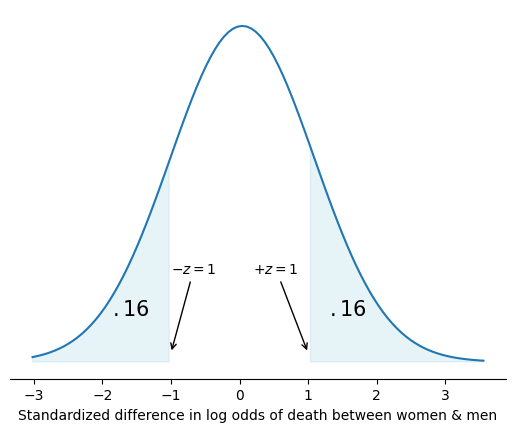 −z = 1
+z = 1
.16
.16
−3 −2 −1 0 1 2 3
Standardized difference in log odds of death between women & men